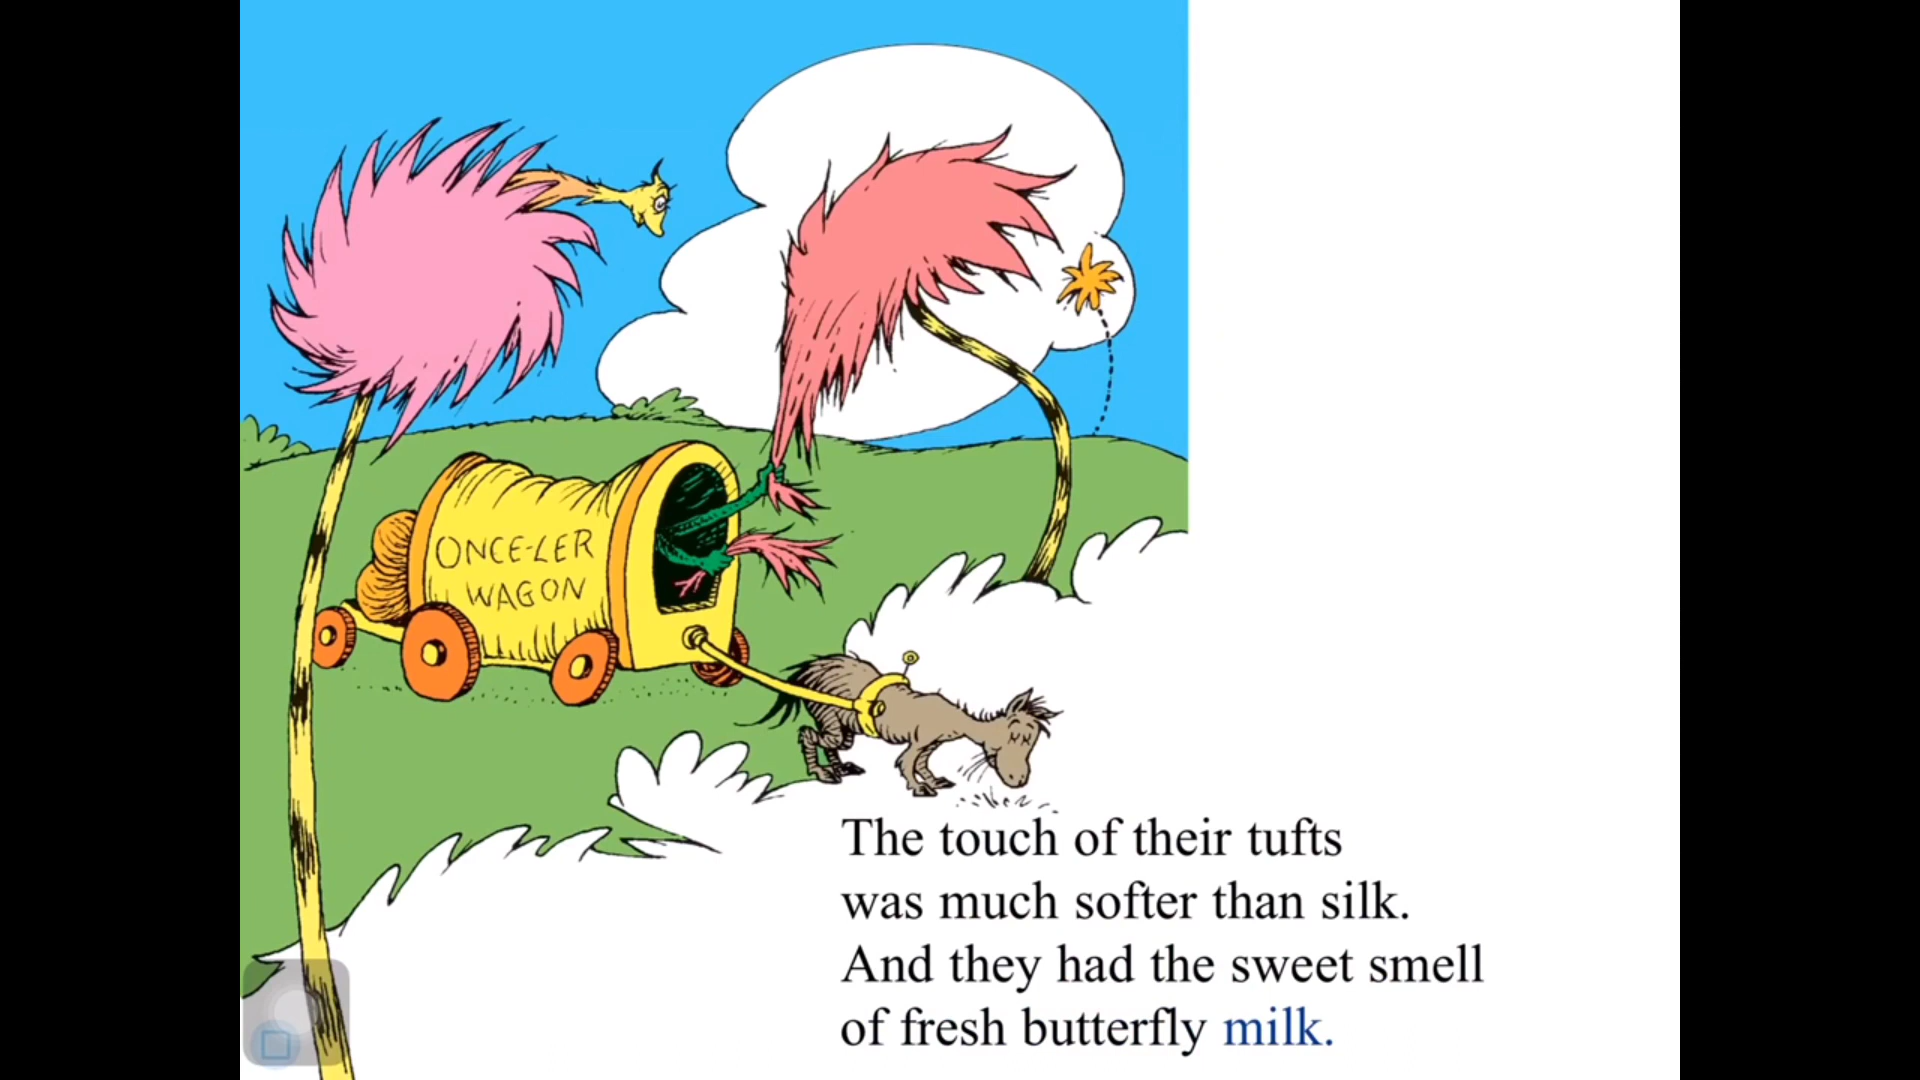 ONCE-LER
WAGON
The touch of their tufts
was much softer than silk.
And they had the sweet smell
of fresh butterfly milk.